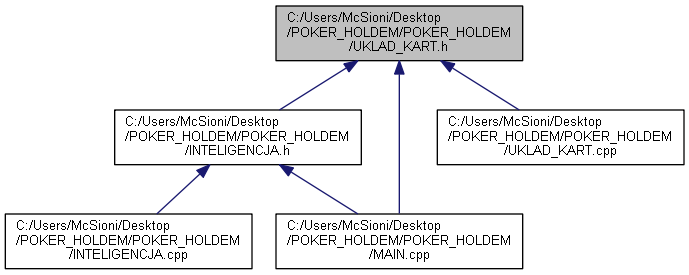 C:/Users/McSioni/Desktop
/POKER_HOLDEM/POKER_HOLDEM
/UKLAD_KART.h
C:/Users/McSioni/Desktop
/POKER_HOLDEM/POKER_HOLDEM
/INTELIGENCJA.h
C:/Users/McSioni/Desktop
/POKER_HOLDEM/POKER_HOLDEM
/UKLAD_KART.cpp
C:/Users/McSioni/Desktop
/POKER_HOLDEM/POKER_HOLDEM
/INTELIGENCJA.cpp
C:/Users/McSioni/Desktop
/POKER_HOLDEM/POKER_HOLDEM
/MAIN.cpp